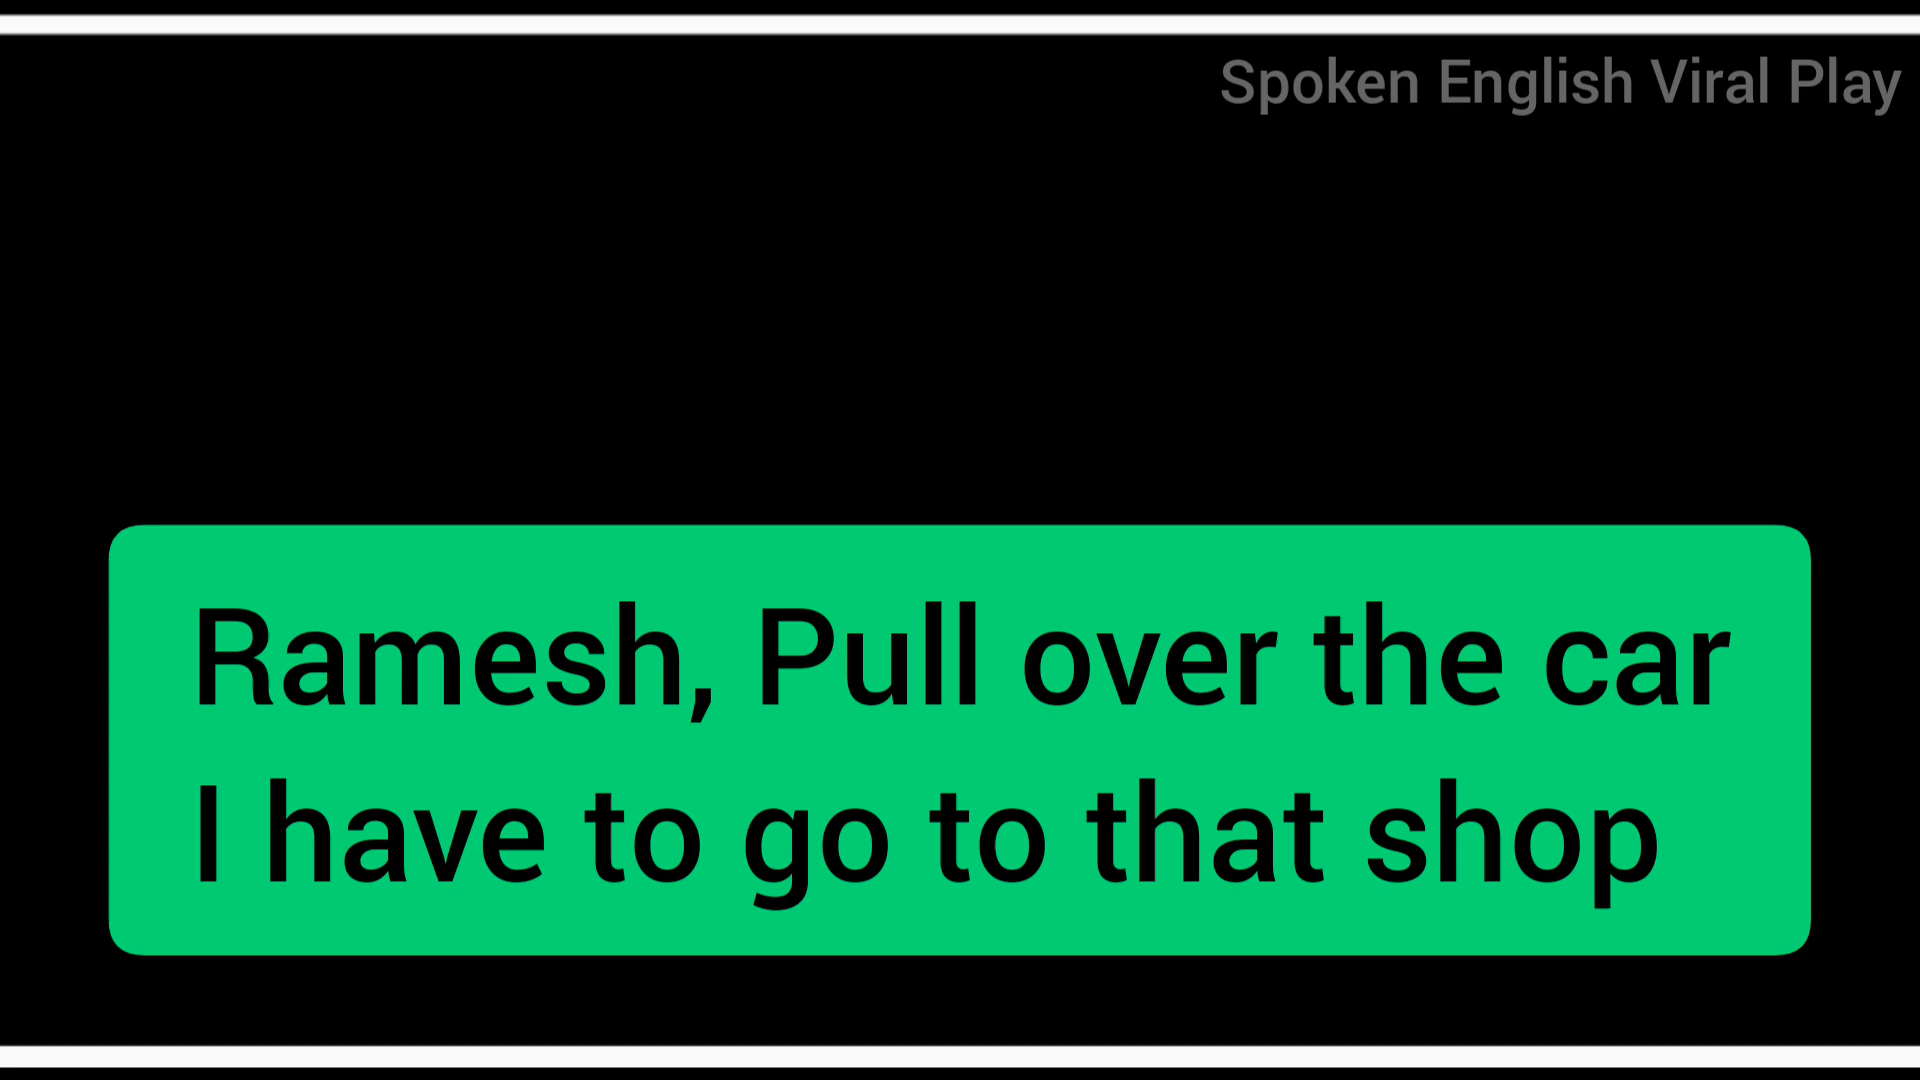 Spoken English Viral Play
Ramesh, Pull over the car
I have to go to that shop